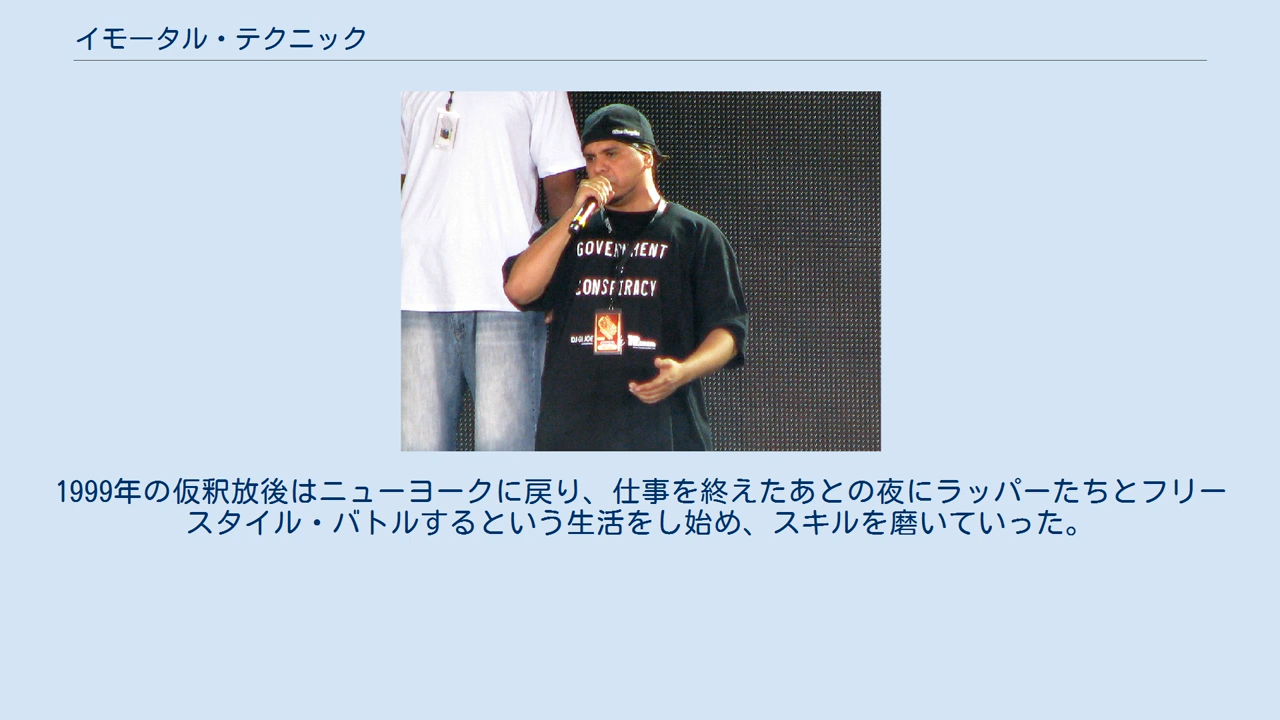 イモータル・テクニック
GOVERNMENT
CONSPIRACY
DJ GI JOE
1999年の仮釈放後はニューヨークに戻り、仕事を終えたあとの夜にラッパーたちとフリー
スタイル・バトルするという生活をし始め、スキルを磨いていった。